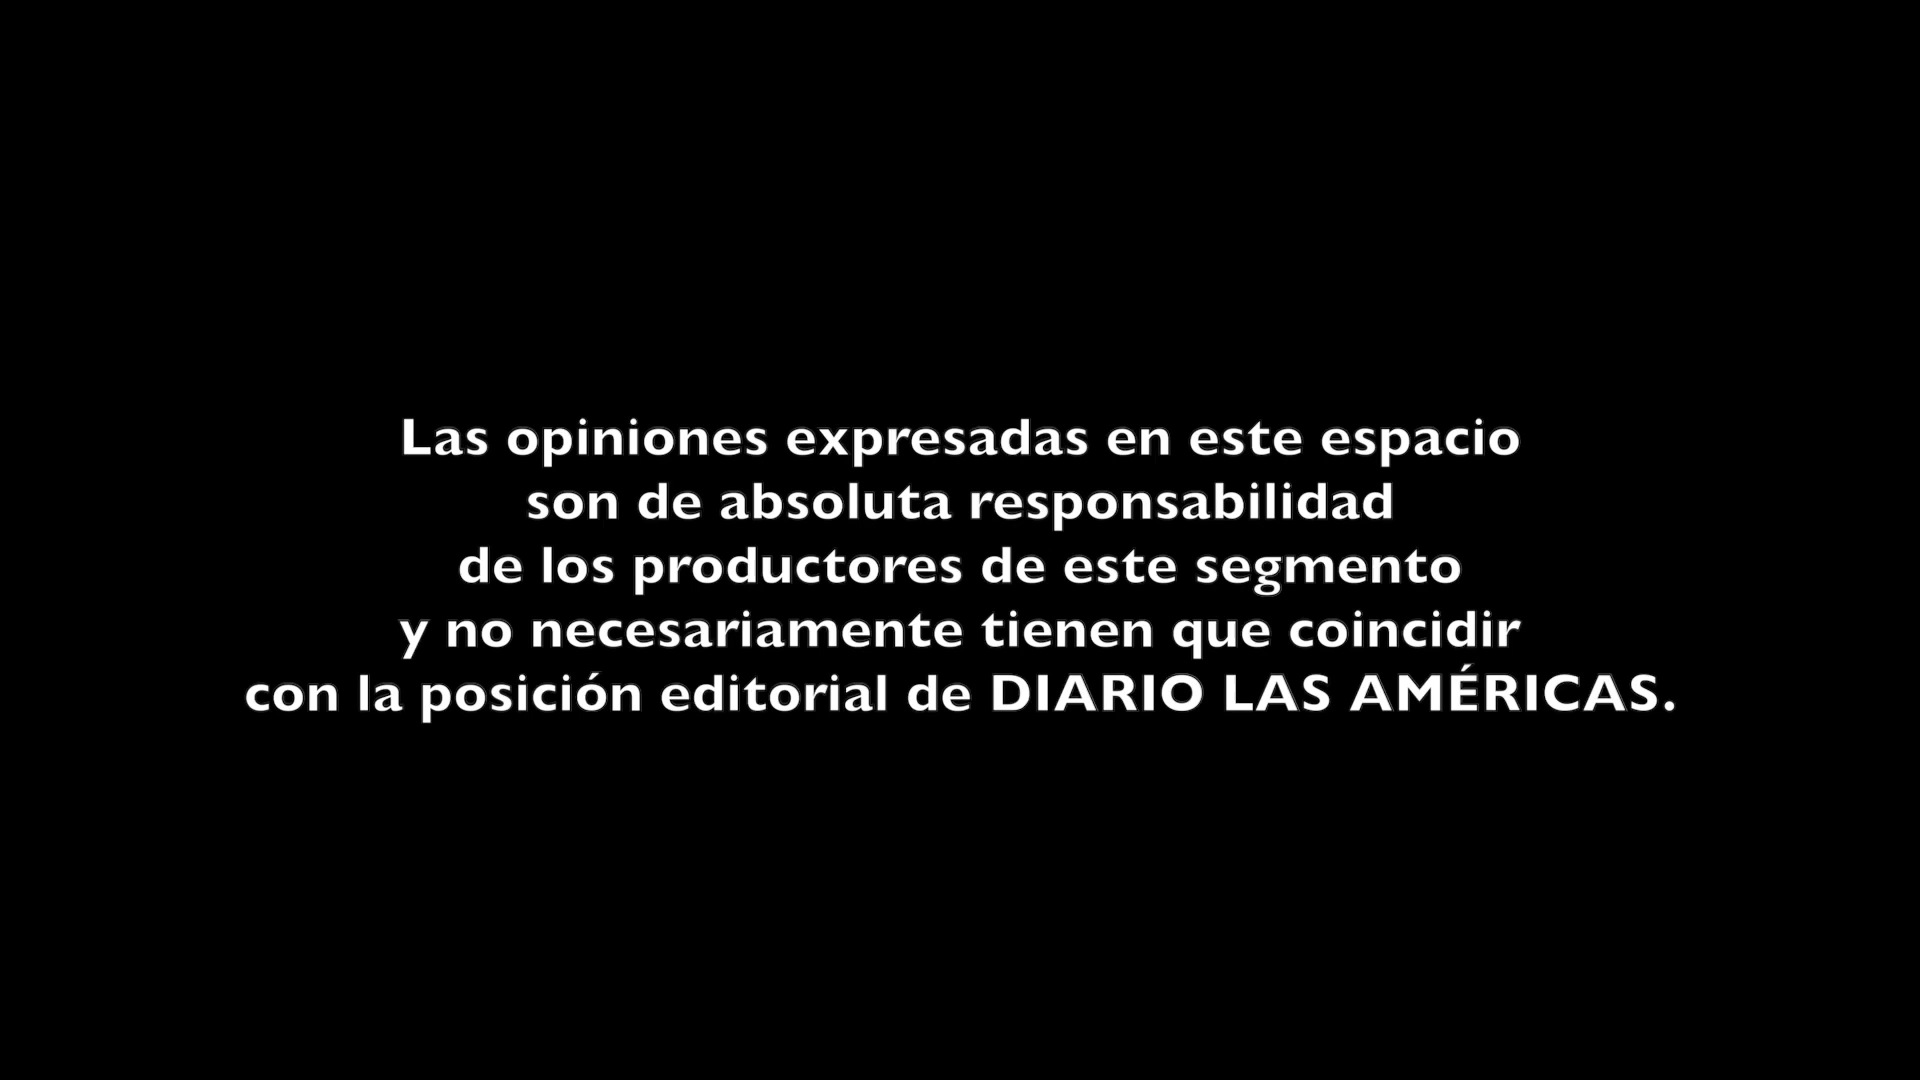 Las opiniones expresadas en este espacio
son de absoluta responsabilidad
de los productores de este segmento
y no necesariamente tienen que coincidir
con la posición editorial de DIARIO LAS AMÉRICAS.